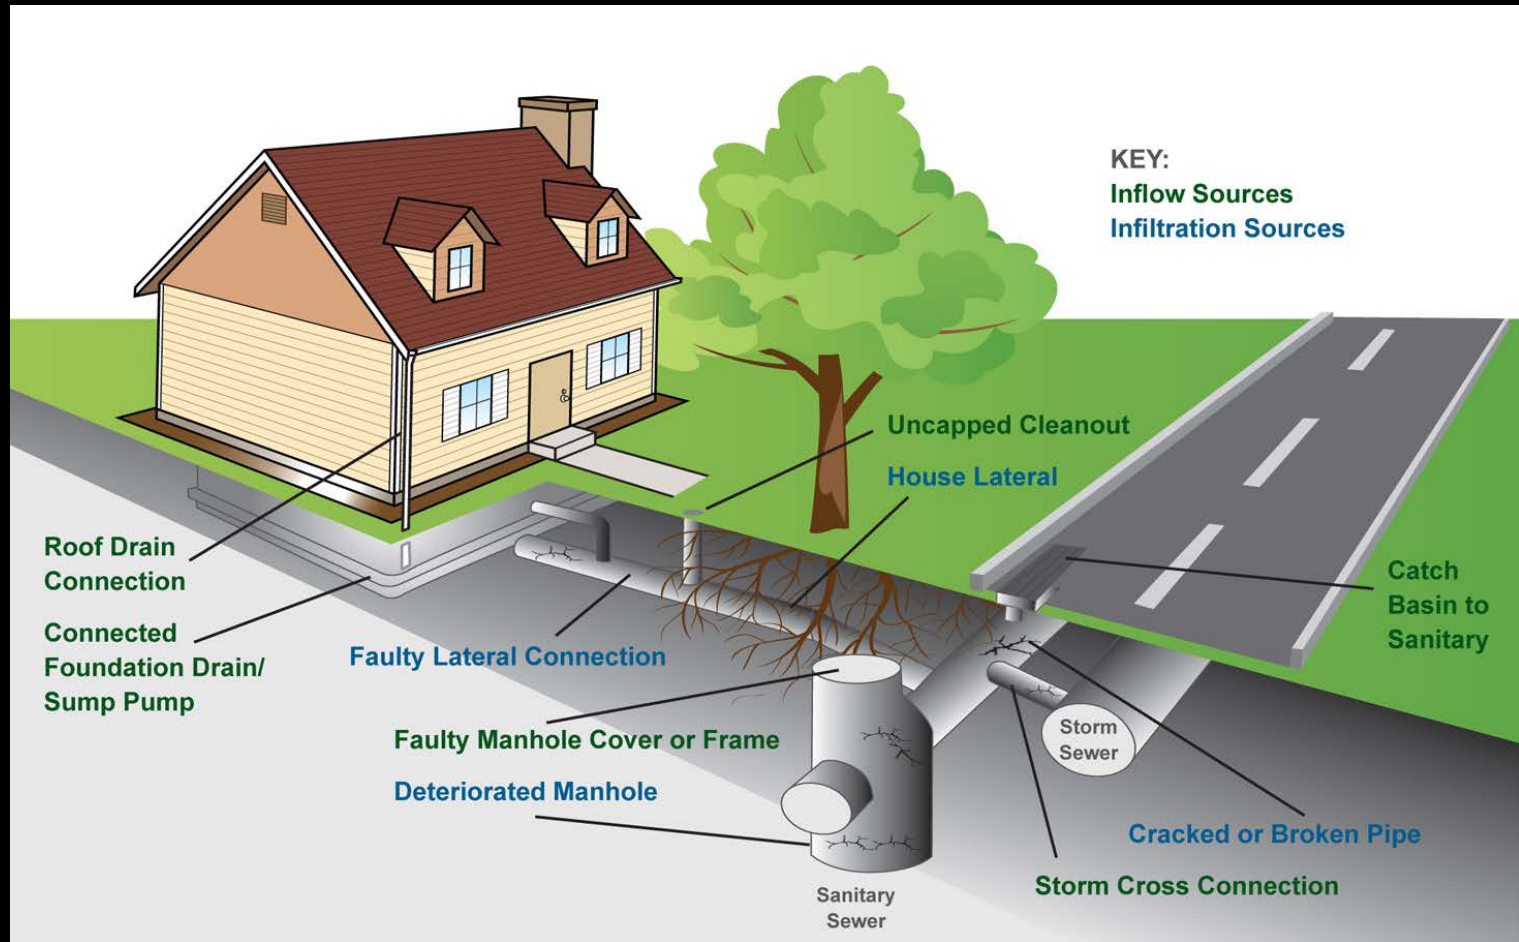 KEY:
Inflow Sources
Infiltration Sources
Uncapped Cleanout
House Lateral
Roof Drain
Connection
Connected
Foundation Drain/
Sump Pump
Faulty Lateral Connection
Catch
Basin to
Sanitary
Faulty Manhole Cover or Frame
Deteriorated Manhole
Storm
Sewer
Cracked or Broken Pipe
Storm Cross Connection
Sanitary
Sewer